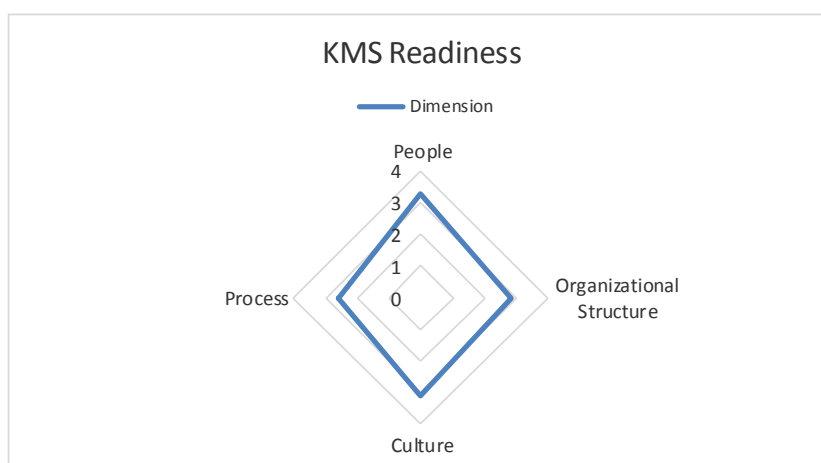 KMS Readiness
Dimension
People
4
3
2
1
0
Process
Organizational
Structure
Culture